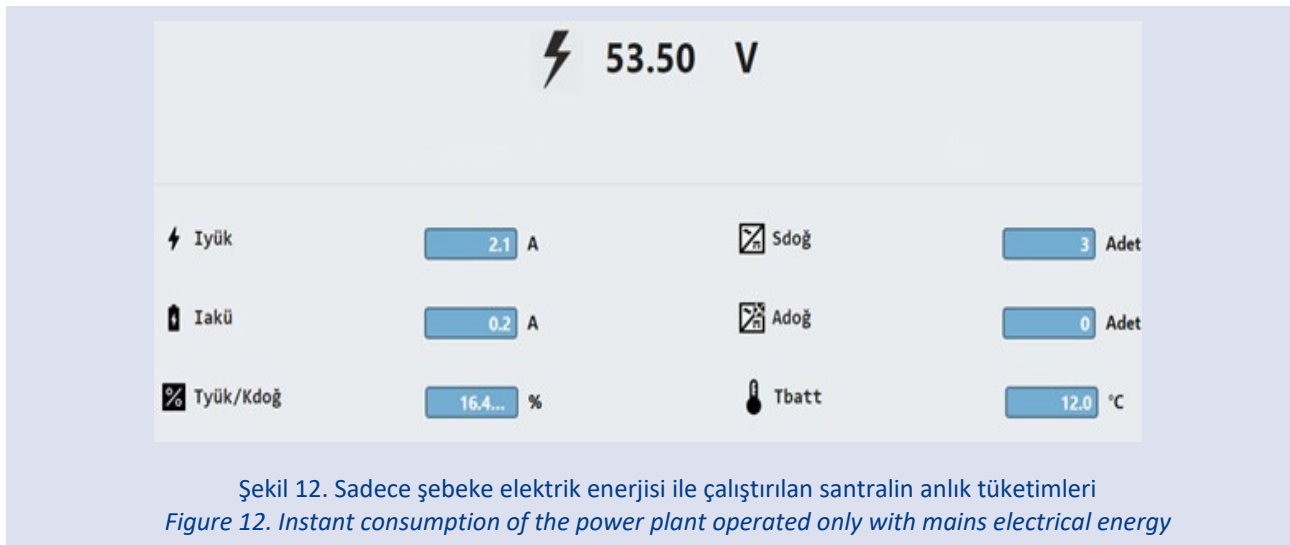 53.50 V
Iyük 2.1 A Sdoğ 3 Adet
Iakü 0.2 A Adoğ 0 Adet
Tyük/Kdoğ 16.4... % Tbatt 12.0 °C
Şekil 12. Sadece şebeke elektrik enerjisi ile çalıştırılan santralin anlık tüketimleri
Figure 12. Instant consumption of the power plant operated only with mains electrical energy